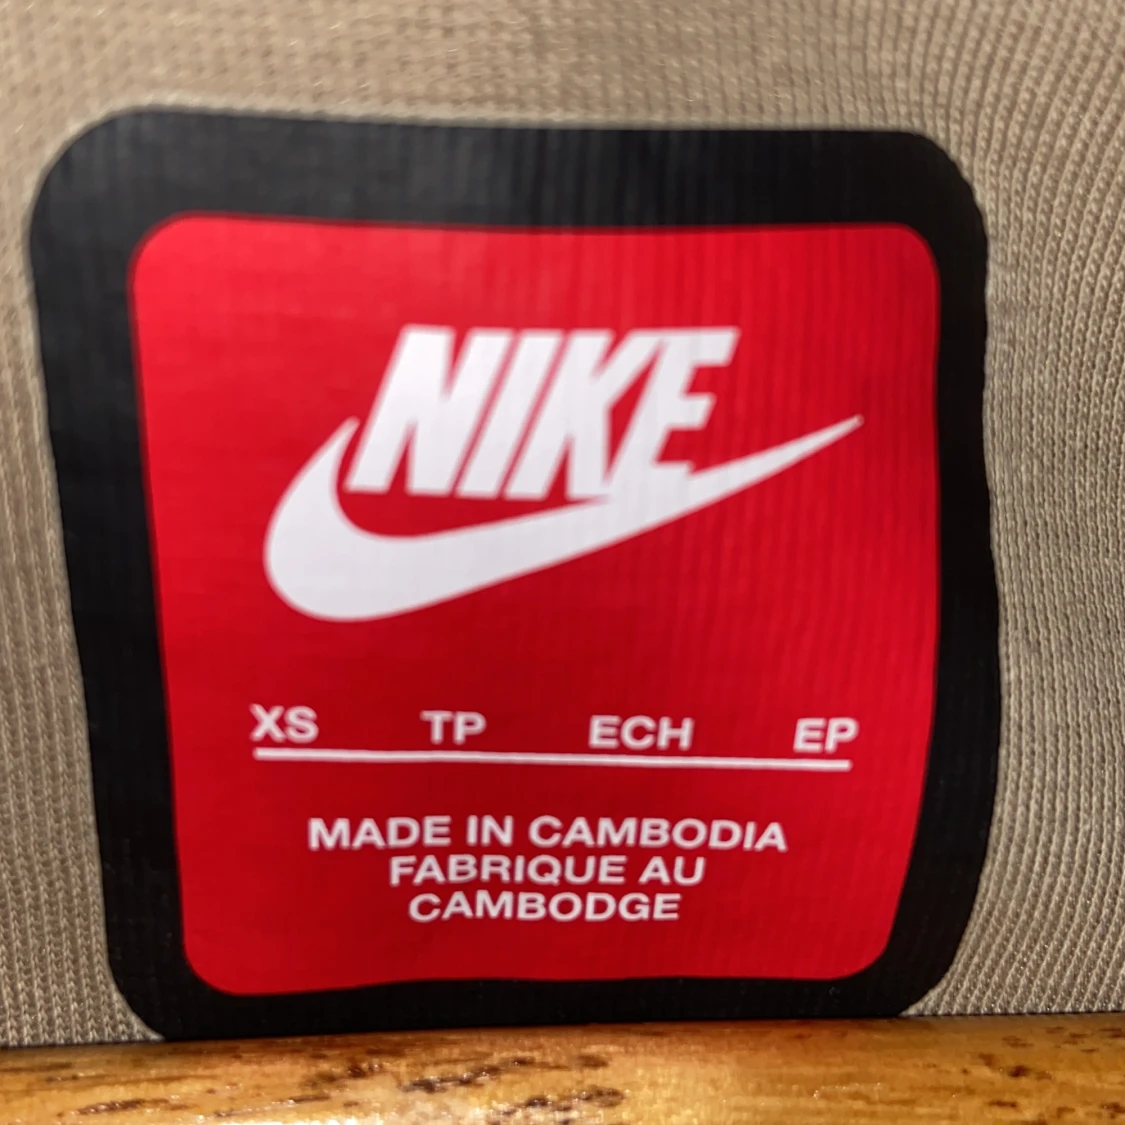 NIKE
XS TP ECH EP
MADE IN CAMBODIA
FABRIQUE AU
CAMBODGE